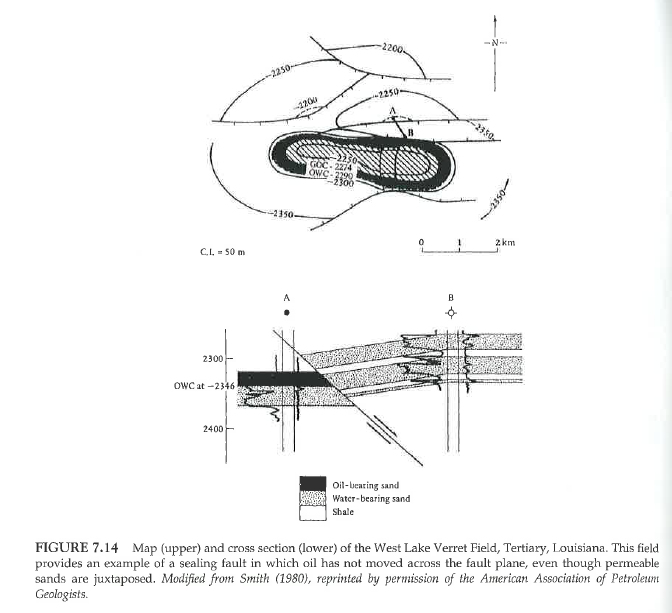 -2200
-N-
-2250
-2200
-2250
A
B
-2350
-2250
GOC - 2274
OWC - 2290
-2300
-2350
-2350
C.I. = 50 m
0 1 2 km
A B
2300
OWC at -2346
2400
Oil-bearing sand
Water-bearing sand
Shale
FIGURE 7.14 Map (upper) and cross section (lower) of the West Lake Verret Field, Tertiary, Louisiana. This field
provides an example of a sealing fault in which oil has not moved across the fault plane, even though permeable
sands are juxtaposed. Modified from Smith (1980), reprinted by permission of the American Association of Petroleum
Geologists.